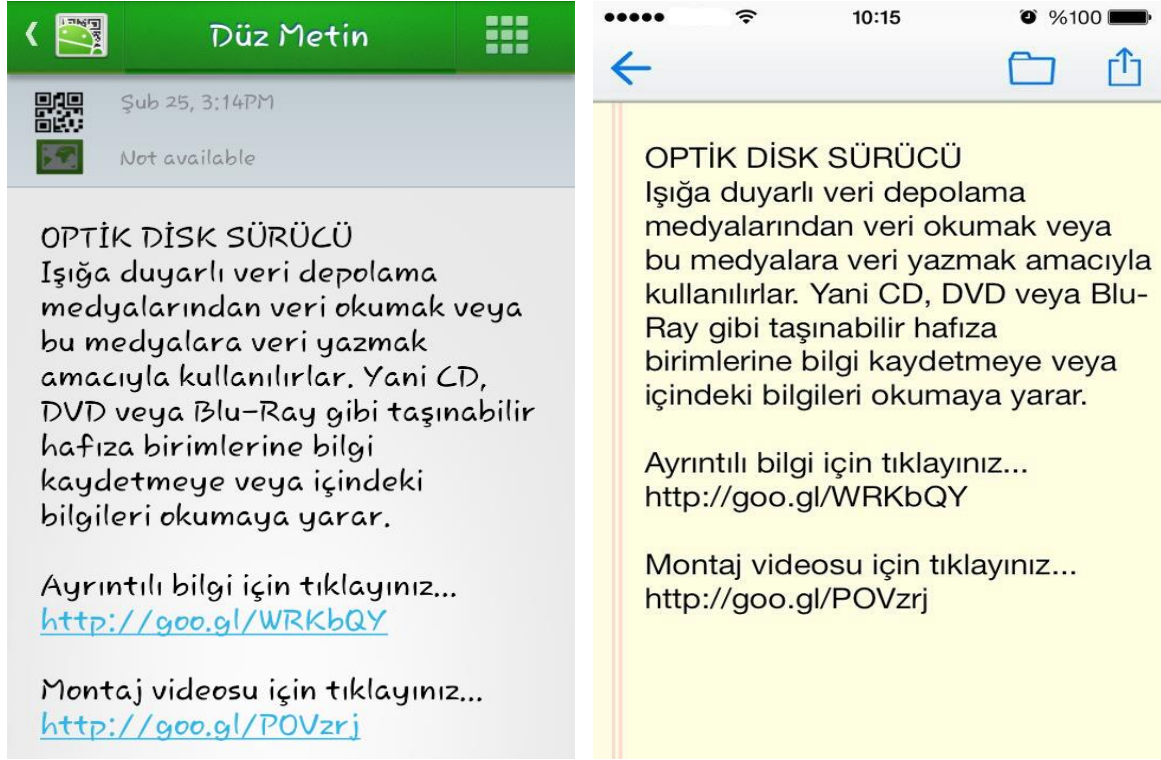 Düz Metin
Şub 25, 3:14PM
Not available
OPTİK DİSK SÜRÜCÜ
Işığa duyarlı veri depolama
medyalarından veri okumak veya
bu medyalara veri yazmak
amacıyla kullanılırlar. Yani CD,
DVD veya Blu-Ray gibi taşınabilir
hafıza birimlerine bilgi
kaydetmeye veya içindeki
bilgileri okumaya yarar.
Ayrıntılı bilgi için tıklayınız...
http://goo.gl/WRKbQY
Montaj videosu için tıklayınız...
http://goo.gl/POVzrj
10:15
%100
OPTİK DİSK SÜRÜCÜ
Işığa duyarlı veri depolama
medyalarından veri okumak veya
bu medyalara veri yazmak amacıyla
kullanılırlar. Yani CD, DVD veya Blu-
Ray gibi taşınabilir hafıza
birimlerine bilgi kaydetmeye veya
içindeki bilgileri okumaya yarar.
Ayrıntılı bilgi için tıklayınız...
http://goo.gl/WRKbQY
Montaj videosu için tıklayınız...
http://goo.gl/POVzrj